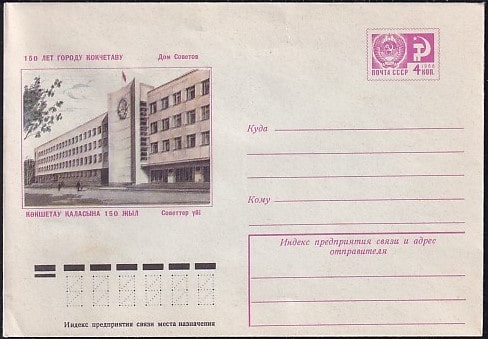 150 ЛЕТ ГОРОДУ КОКЧЕТАВУ Дом Советов
КӨКШЕТАУ ҚАЛАСЫНА 150 ЖЫЛ Советтер үйі
ПОЧТА СССР
1966
4 КОП.
Куда
Кому
Индекс предприятия связи и адрес
отправителя
Индекс предприятия связи места назначения